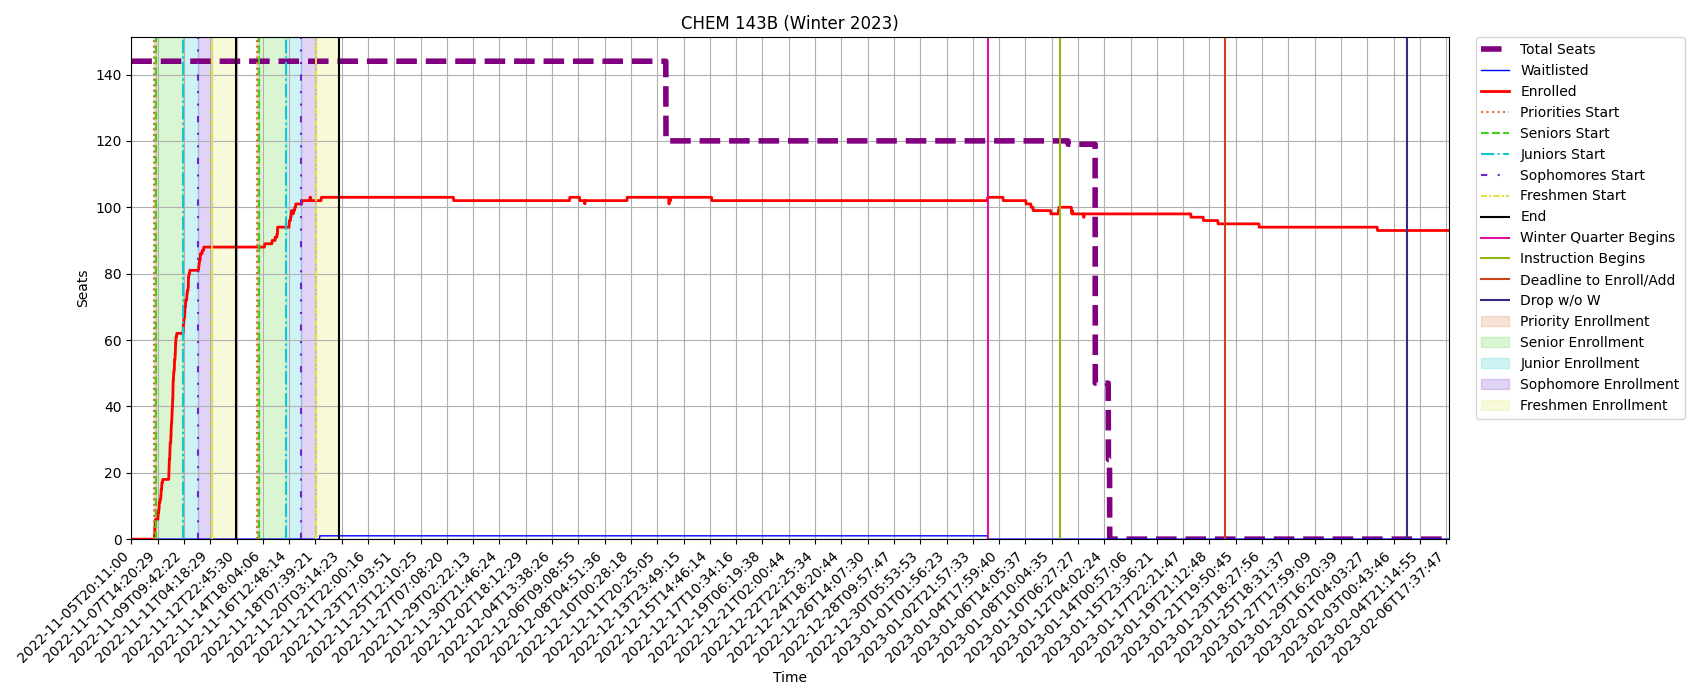 CHEM 143B (Winter 2023)
Seats
140
120
100
80
60
40
20
0
2022-11-05T20:11:00
2022-11-07T14:20:29
2022-11-09T09:42:22
2022-11-11T04:18:29
2022-11-12T22:45:30
2022-11-14T18:04:06
2022-11-16T12:48:14
2022-11-18T07:39:21
2022-11-20T03:14:23
2022-11-21T22:00:16
2022-11-23T17:03:51
2022-11-25T12:10:25
2022-11-27T07:08:20
2022-11-29T02:22:13
2022-11-30T21:46:24
2022-12-02T18:12:29
2022-12-04T13:38:26
2022-12-06T09:08:55
2022-12-08T04:51:36
2022-12-10T00:28:18
2022-12-11T20:25:05
2022-12-13T23:49:15
2022-12-15T14:46:14
2022-12-17T10:34:16
2022-12-19T06:19:38
2022-12-21T02:00:44
2022-12-22T22:25:34
2022-12-24T18:20:44
2022-12-26T14:07:30
2022-12-28T09:57:47
2022-12-30T05:53:53
2023-01-01T01:56:23
2023-01-02T21:57:33
2023-01-04T17:59:40
2023-01-06T14:05:37
2023-01-08T10:04:35
2023-01-10T06:27:27
2023-01-12T04:02:24
2023-01-14T00:57:06
2023-01-15T23:36:21
2023-01-17T22:21:47
2023-01-19T21:12:48
2023-01-21T19:50:45
2023-01-23T18:27:56
2023-01-25T18:31:37
2023-01-27T17:59:09
2023-01-29T16:20:39
2023-02-01T04:03:27
2023-02-03T00:43:46
2023-02-04T21:14:55
2023-02-06T17:37:47
Time
Total Seats
Waitlisted
Enrolled
Priorities Start
Seniors Start
Juniors Start
Sophomores Start
Freshmen Start
End
Winter Quarter Begins
Instruction Begins
Deadline to Enroll/Add
Drop w/o W
Priority Enrollment
Senior Enrollment
Junior Enrollment
Sophomore Enrollment
Freshmen Enrollment